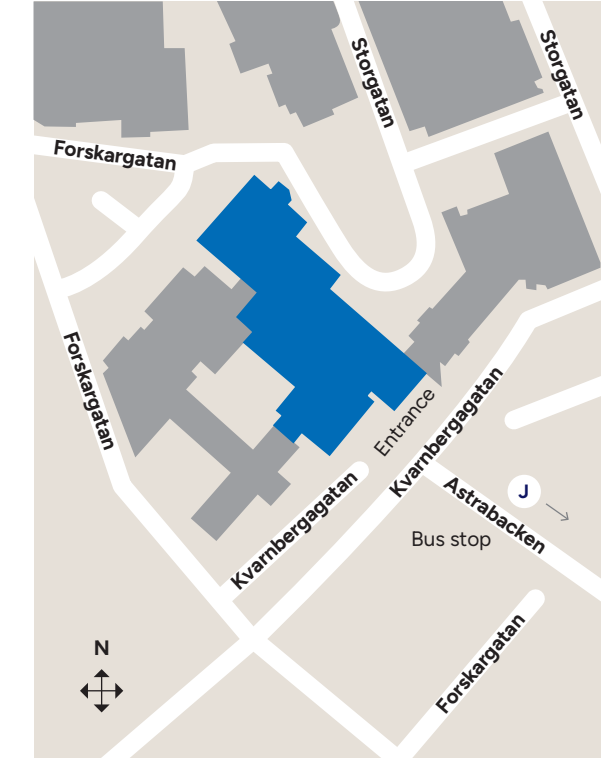 Storgatan
Storgatan
Forskargatan
Forskargatan
Entrance
Kvarnbergagatan
Kvarnbergagatan
J
Astrabacken
Bus stop
Forskargatan
N